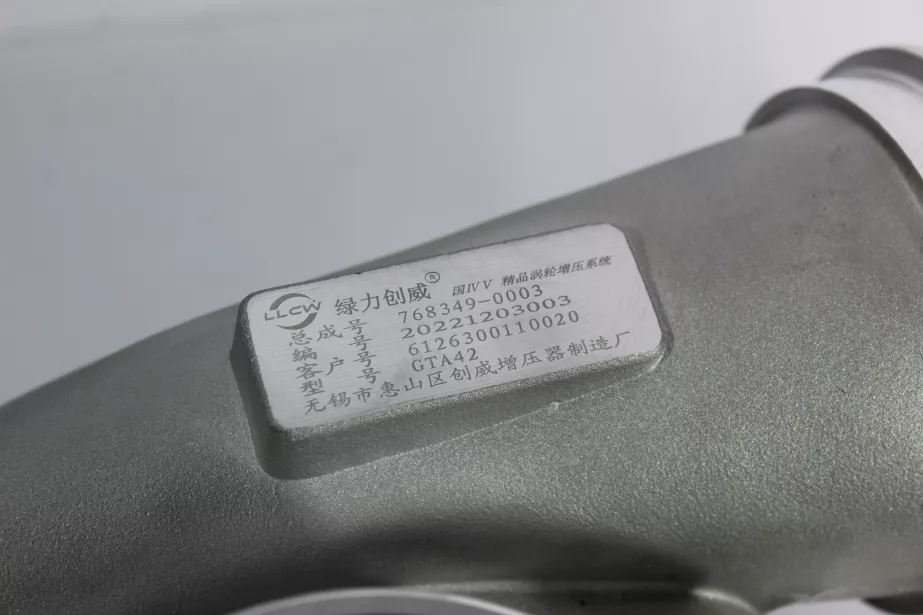 LLCW 绿力创威® 国ⅣⅤ 精品涡轮增压系统
总成号 768349-0003
编 号 20221203003
客户号 6126300110020
型 号 GTA42
无锡市惠山区创威增压器制造厂